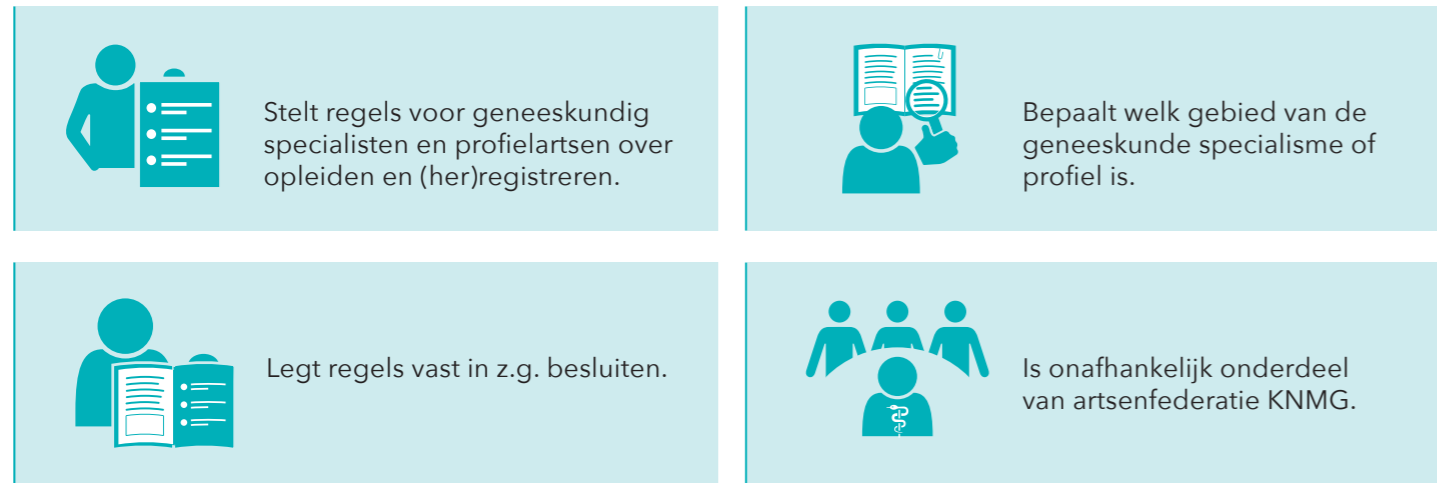 Stelt regels voor geneeskundig
specialisten en profielartsen over
opleiden en (her)registreren.
Bepaalt welk gebied van de
geneeskunde specialisme of
profiel is.
Legt regels vast in z.g. besluiten.
Is onafhankelijk onderdeel
van artsenfederatie KNMG.